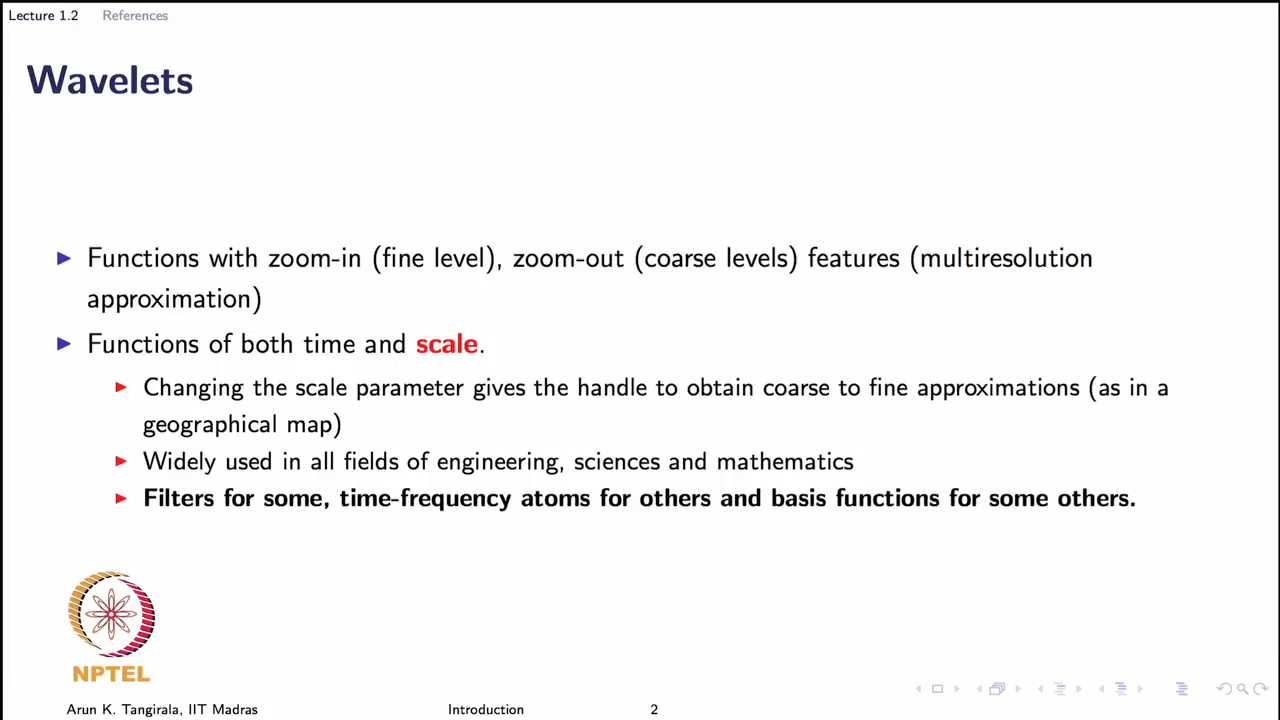 Lecture 1.2 References
Wavelets
Functions with zoom-in (fine level), zoom-out (coarse levels) features (multiresolution
approximation)
Functions of both time and scale.
Changing the scale parameter gives the handle to obtain coarse to fine approximations (as in a
geographical map)
Widely used in all fields of engineering, sciences and mathematics
Filters for some, time-frequency atoms for others and basis functions for some others.
NPTEL
Arun K. Tangirala, IIT Madras Introduction 2